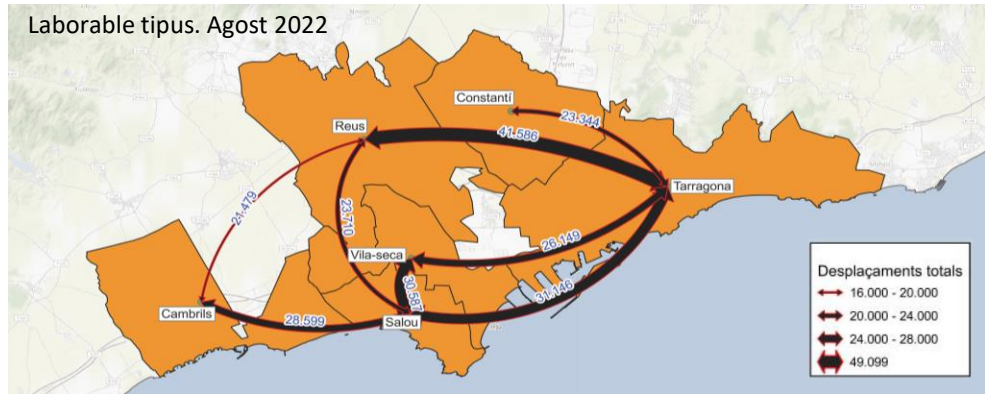 Laborable tipus. Agost 2022
Constantí
23.344
Reus
41.586
Tarragona
21.479
23.710
Vila-seca
26.149
30.587
31.146
Cambrils
28.599
Salou
Desplaçaments totals
16.000 - 20.000
20.000 - 24.000
24.000 - 28.000
49.099